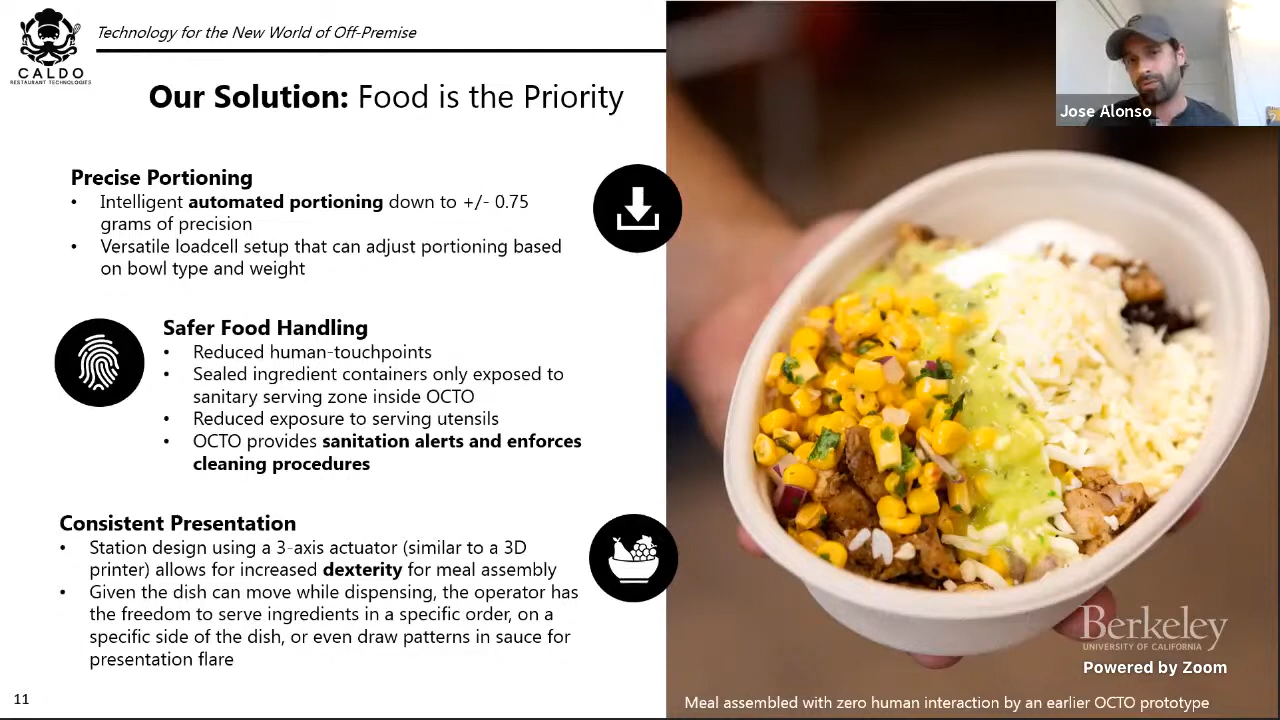 CALDO
RESTAURANT TECHNOLOGIES
Technology for the New World of Off-Premise
Our Solution: Food is the Priority
Precise Portioning
• Intelligent automated portioning down to +/- 0.75
grams of precision
• Versatile loadcell setup that can adjust portioning based
on bowl type and weight
Safer Food Handling
• Reduced human-touchpoints
• Sealed ingredient containers only exposed to
sanitary serving zone inside OCTO
• Reduced exposure to serving utensils
• OCTO provides sanitation alerts and enforces
cleaning procedures
Consistent Presentation
• Station design using a 3-axis actuator (similar to a 3D
printer) allows for increased dexterity for meal assembly
• Given the dish can move while dispensing, the operator has
the freedom to serve ingredients in a specific order, on a
specific side of the dish, or even draw patterns in sauce for
presentation flare
11
Jose Alonso
Berkeley
UNIVERSITY OF CALIFORNIA
Powered by Zoom
Meal assembled with zero human interaction by an earlier OCTO prototype